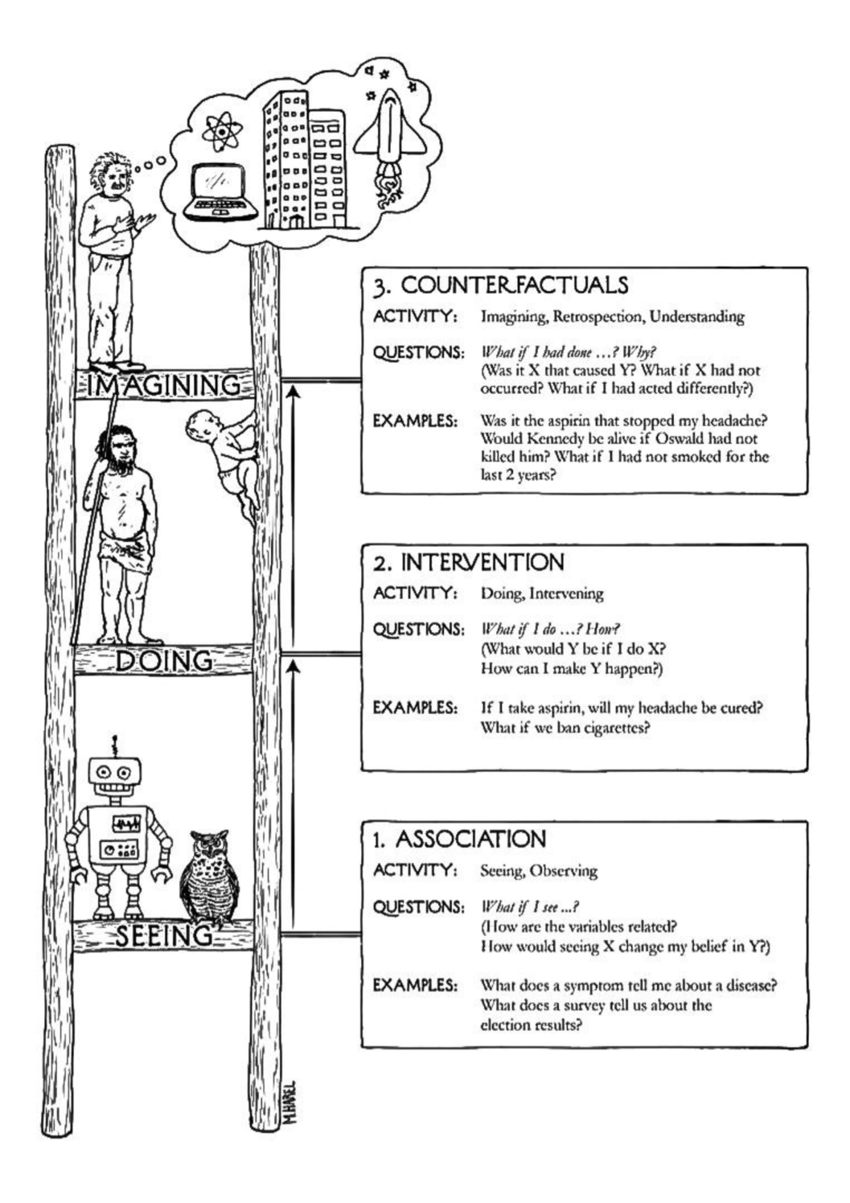 3. COUNTERFACTUALS
ACTIVITY: Imagining, Retrospection, Understanding
QUESTIONS: What if I had done …? Why?
(Was it X that caused Y? What if X had not
occurred? What if I had acted differently?)
EXAMPLES: Was it the aspirin that stopped my headache?
Would Kennedy be alive if Oswald had not
killed him? What if I had not smoked for the
last 2 years?
IMAGINING
2. INTERVENTION
ACTIVITY: Doing, Intervening
QUESTIONS: What if I do …? How?
(What would Y be if I do X?
How can I make Y happen?)
EXAMPLES: If I take aspirin, will my headache be cured?
What if we ban cigarettes?
DOING
1. ASSOCIATION
ACTIVITY: Seeing, Observing
QUESTIONS: What if I see ...?
(How are the variables related?
How would seeing X change my belief in Y?)
EXAMPLES: What does a symptom tell me about a disease?
What does a survey tell us about the
election results?
SEEING
M.HAREL